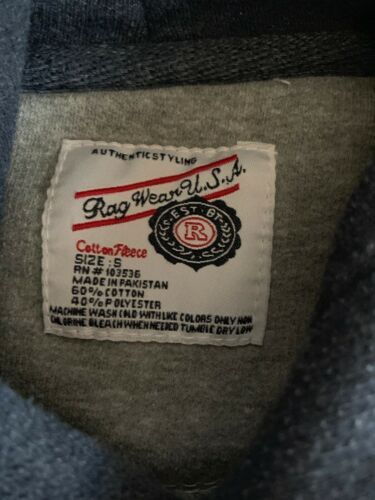 AUTHENTIC STYLING
Rag Wear U.S.A.
EST 87
R
Cotton Fleece
SIZE : S
RN# 103536
MADE IN PAKISTAN
60% COTTON
40% POLYESTER
MACHINE WASH COLD WITH LIKE COLORS ONLY NON
CHLORINE BLEACH WHEN NEEDED TUMBLE DRY LOW